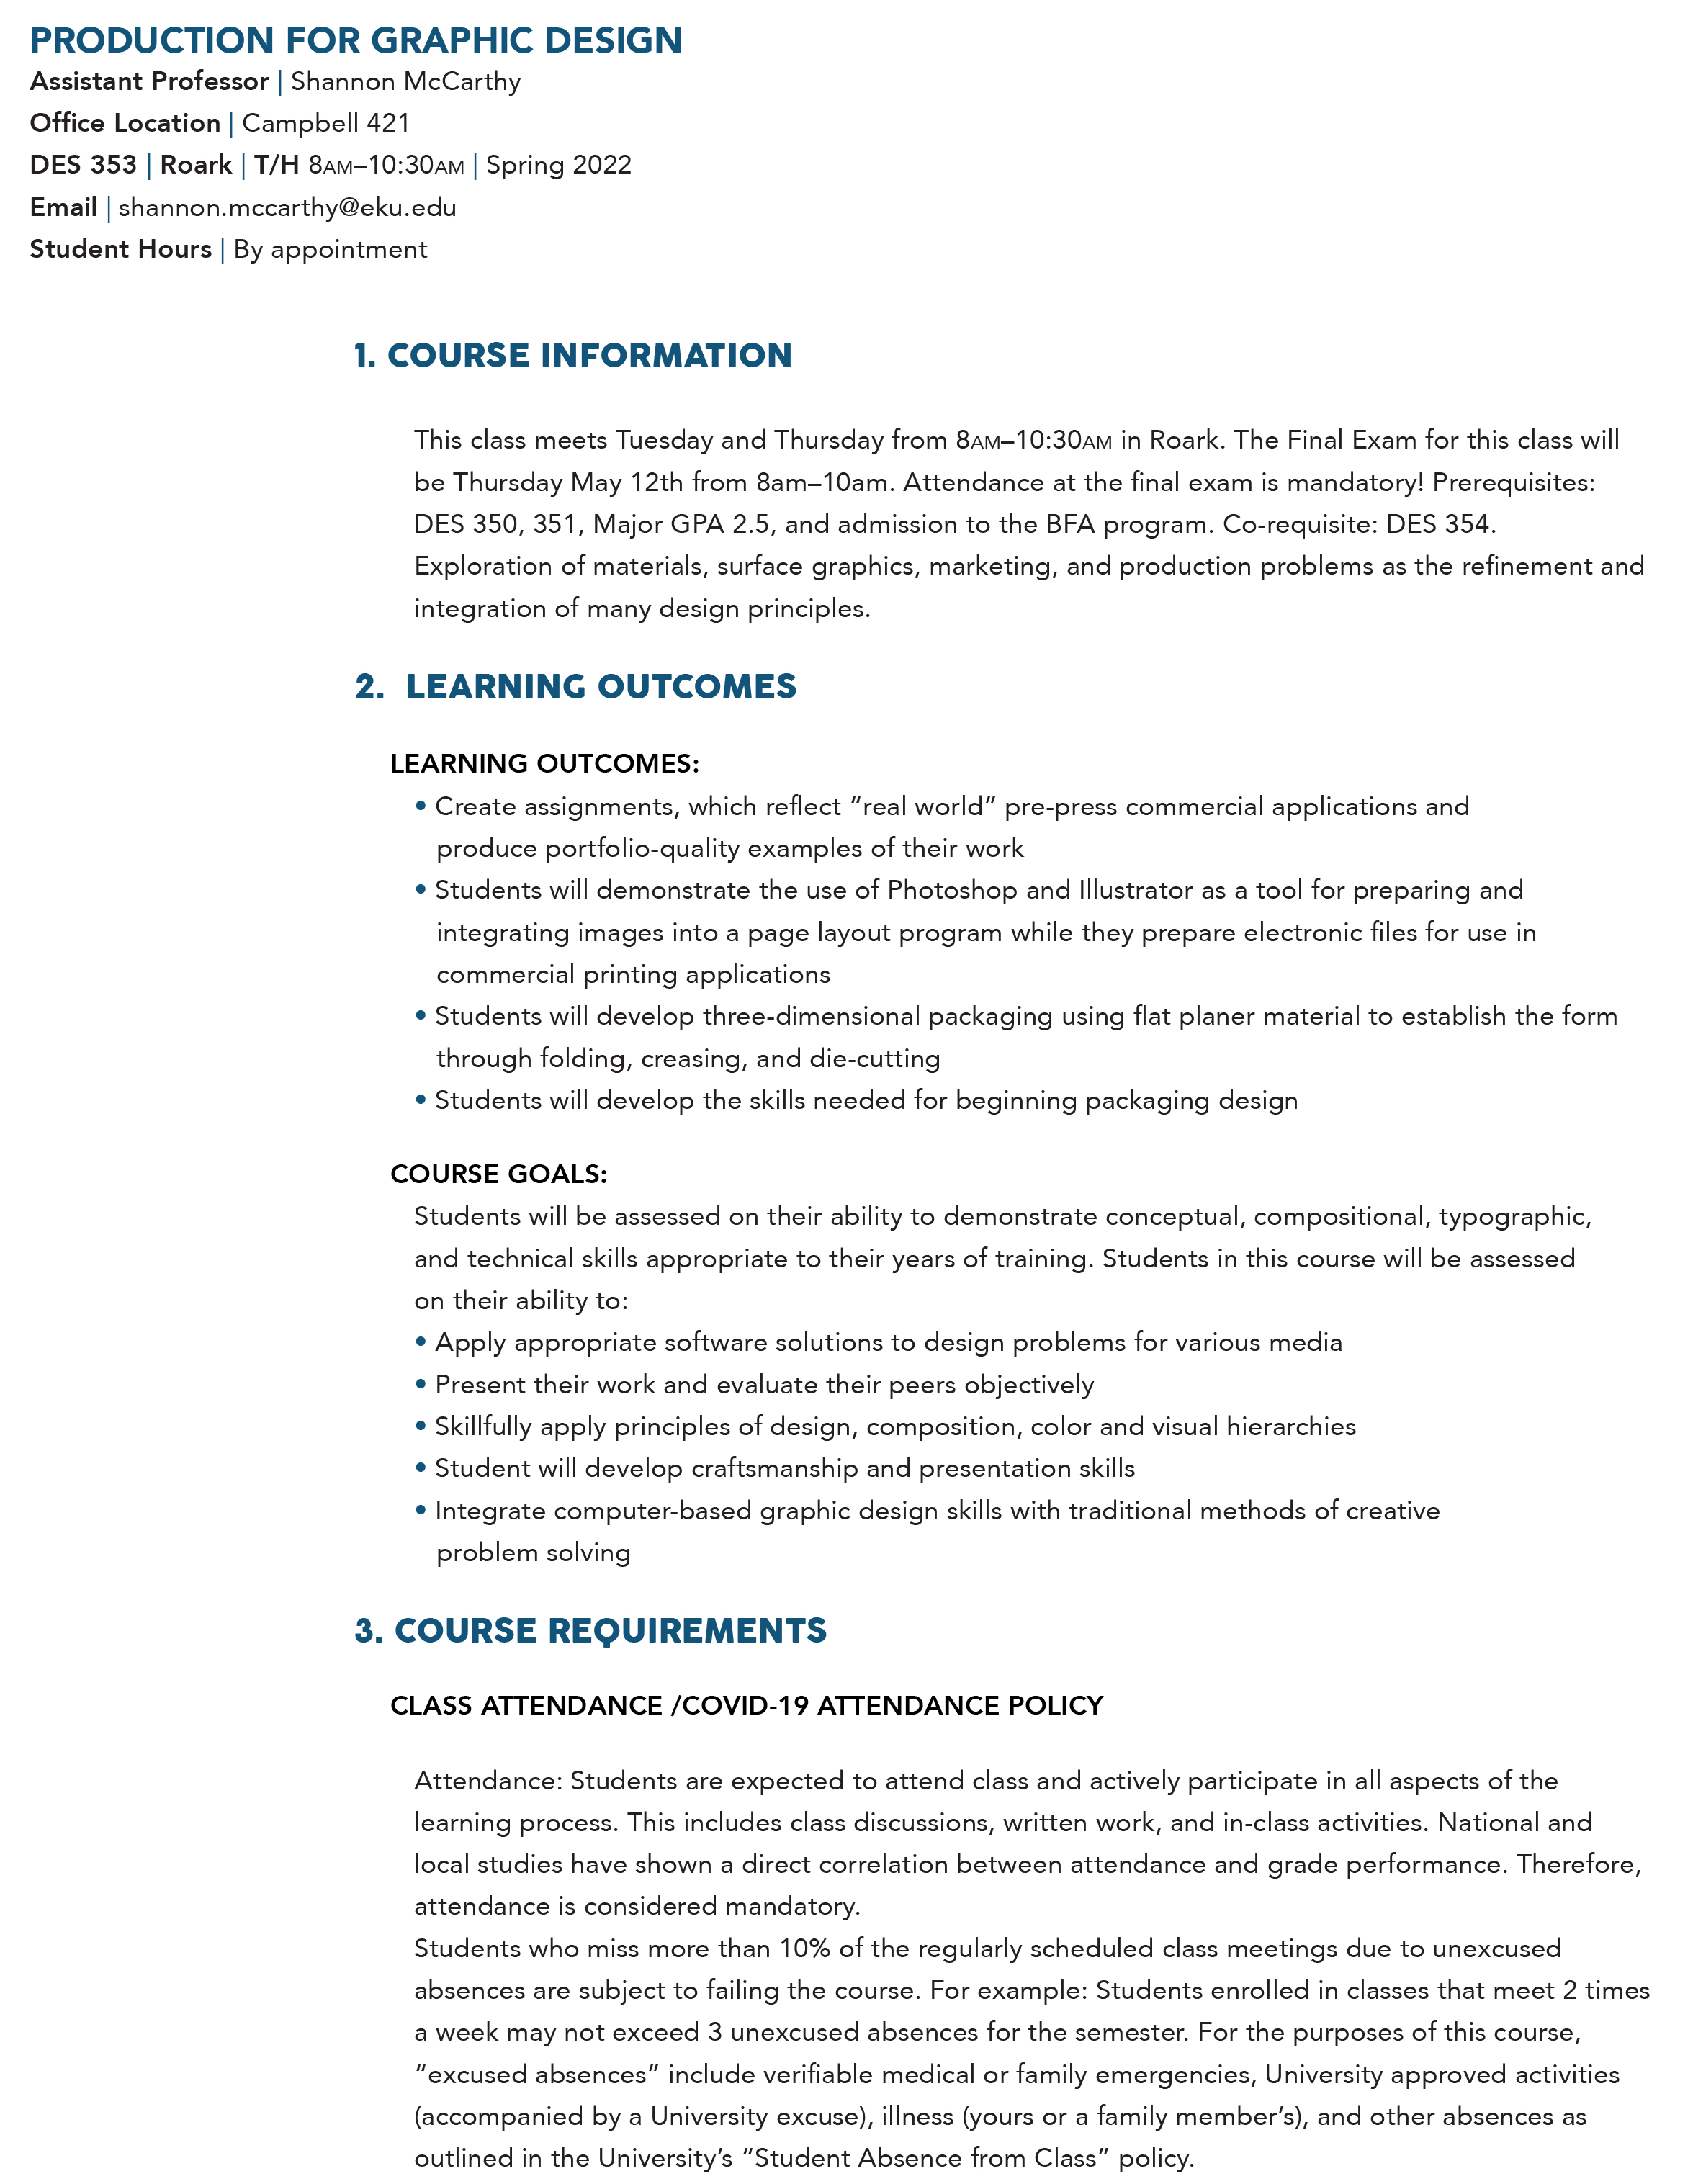 PRODUCTION FOR GRAPHIC DESIGN
Assistant Professor | Shannon McCarthy
Office Location | Campbell 421
DES 353 | Roark | T/H 8AM–10:30AM | Spring 2022
Email | shannon.mccarthy@eku.edu
Student Hours | By appointment
1. COURSE INFORMATION
This class meets Tuesday and Thursday from 8AM–10:30AM in Roark. The Final Exam for this class will
be Thursday May 12th from 8am–10am. Attendance at the final exam is mandatory! Prerequisites:
DES 350, 351, Major GPA 2.5, and admission to the BFA program. Co-requisite: DES 354.
Exploration of materials, surface graphics, marketing, and production problems as the refinement and
integration of many design principles.
2. LEARNING OUTCOMES
LEARNING OUTCOMES:
• Create assignments, which reflect “real world” pre-press commercial applications and
produce portfolio-quality examples of their work
• Students will demonstrate the use of Photoshop and Illustrator as a tool for preparing and
integrating images into a page layout program while they prepare electronic files for use in
commercial printing applications
• Students will develop three-dimensional packaging using flat planer material to establish the form
through folding, creasing, and die-cutting
• Students will develop the skills needed for beginning packaging design
COURSE GOALS:
Students will be assessed on their ability to demonstrate conceptual, compositional, typographic,
and technical skills appropriate to their years of training. Students in this course will be assessed
on their ability to:
• Apply appropriate software solutions to design problems for various media
• Present their work and evaluate their peers objectively
• Skillfully apply principles of design, composition, color and visual hierarchies
• Student will develop craftsmanship and presentation skills
• Integrate computer-based graphic design skills with traditional methods of creative
problem solving
3. COURSE REQUIREMENTS
CLASS ATTENDANCE /COVID-19 ATTENDANCE POLICY
Attendance: Students are expected to attend class and actively participate in all aspects of the
learning process. This includes class discussions, written work, and in-class activities. National and
local studies have shown a direct correlation between attendance and grade performance. Therefore,
attendance is considered mandatory.
Students who miss more than 10% of the regularly scheduled class meetings due to unexcused
absences are subject to failing the course. For example: Students enrolled in classes that meet 2 times
a week may not exceed 3 unexcused absences for the semester. For the purposes of this course,
“excused absences” include verifiable medical or family emergencies, University approved activities
(accompanied by a University excuse), illness (yours or a family member’s), and other absences as
outlined in the University’s “Student Absence from Class” policy.